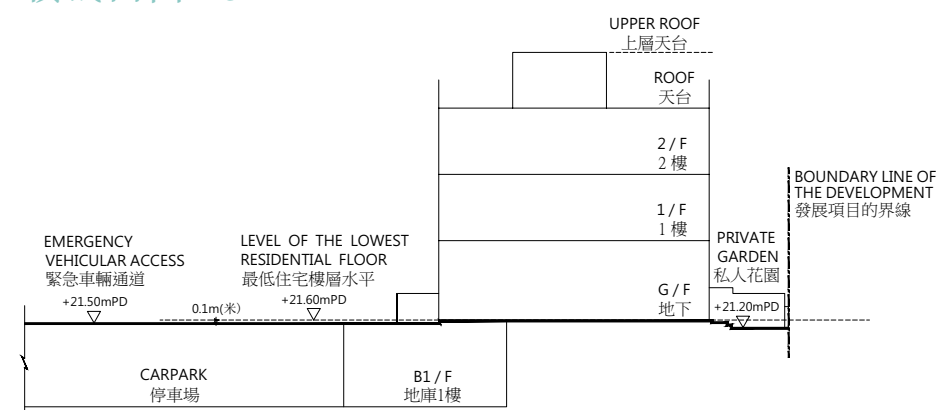 UPPER ROOF
上層天台
ROOF
天台
2 / F
2 樓
1 / F
1 樓
G / F
地下
BOUNDARY LINE OF
THE DEVELOPMENT
發展項目的界線
PRIVATE
GARDEN
私人花園
+21.20mPD
EMERGENCY
VEHICULAR ACCESS
緊急車輛通道
+21.50mPD
0.1m(米)
LEVEL OF THE LOWEST
RESIDENTIAL FLOOR
最低住宅樓層水平
+21.60mPD
CARPARK
停車場
B1 / F
地庫1樓